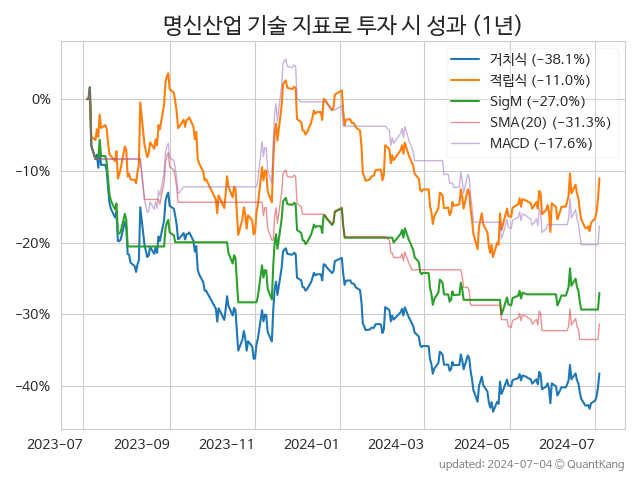 명신산업 기술 지표로 투자 시 성과 (1년)
거치식 (−38.1%)
적립식 (−11.0%)
SigM (−27.0%)
SMA(20) (−31.3%)
MACD (−17.6%)
0%
−10%
−20%
−30%
−40%
2023-07 2023-09 2023-11 2024-01 2024-03 2024-05 2024-07
updated: 2024-07-04 ⓒ QuantKang